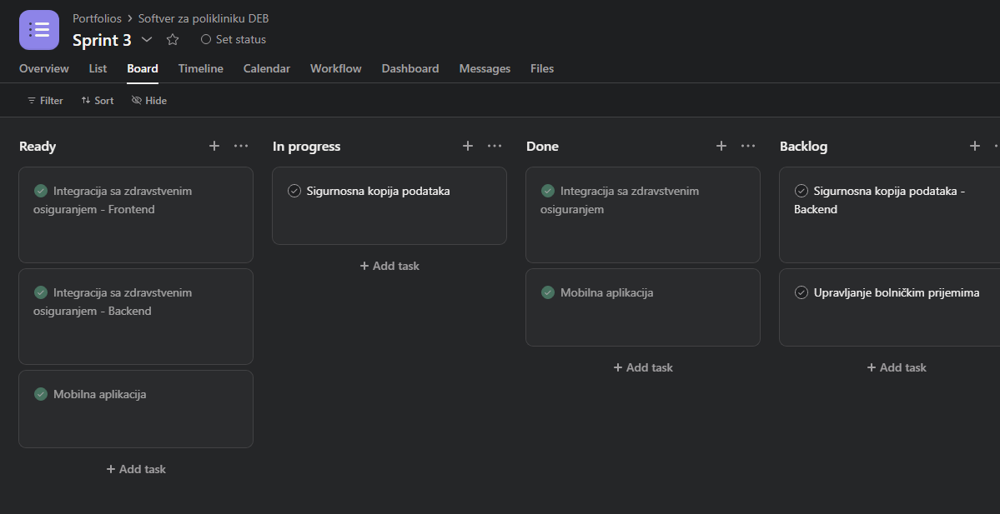 Portfolios > Softver za polikliniku DEB
Sprint 3
Set status
Overview List Board Timeline Calendar Workflow Dashboard Messages Files
Filter Sort Hide
Ready
Integracija sa zdravstvenim
osiguranjem - Frontend
Integracija sa zdravstvenim
osiguranjem - Backend
Mobilna aplikacija
+ Add task
In progress
Sigurnosna kopija podataka
+ Add task
Done
Integracija sa zdravstvenim
osiguranjem
Mobilna aplikacija
+ Add task
Backlog
Sigurnosna kopija podataka -
Backend
Upravljanje bolničkim prijemima
+ Add task